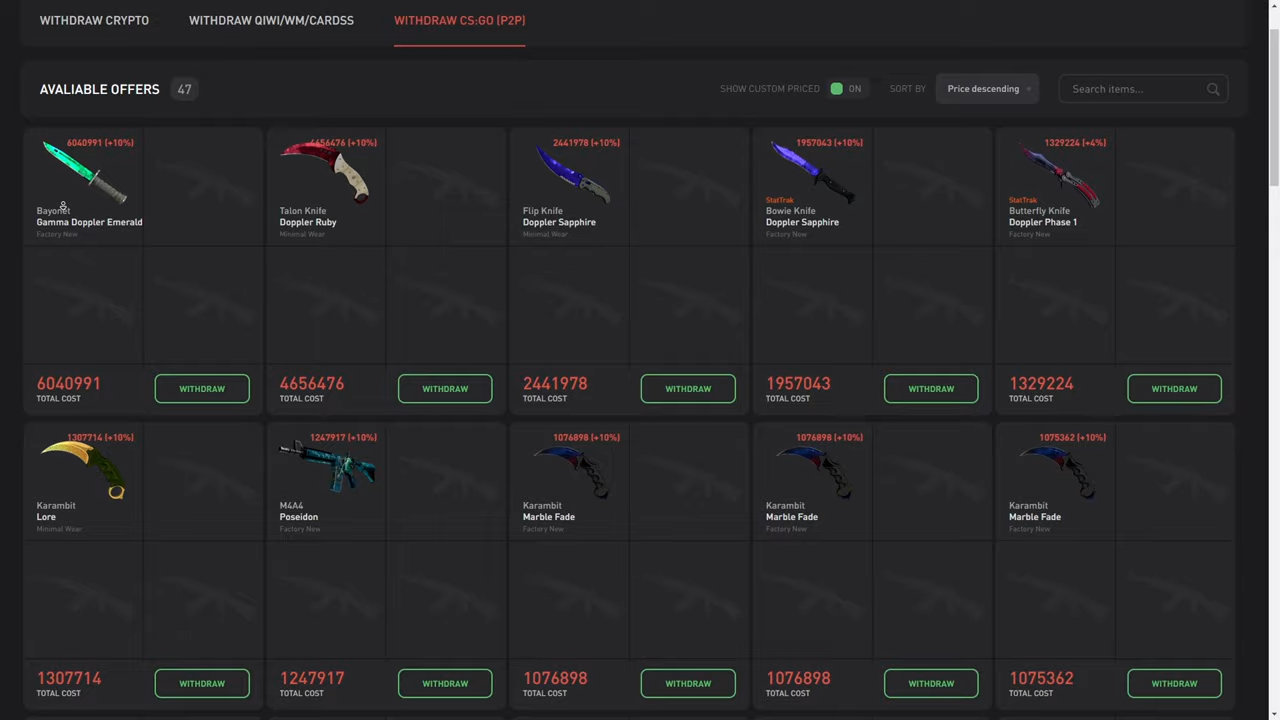 WITHDRAW CRYPTO
WITHDRAW QIWI/WM/CARDSS
WITHDRAW CS:GO (P2P)
AVALIABLE OFFERS 47
SHOW CUSTOM PRICED ON
SORT BY Price descending
Search items...
6040991 (+10%)
Bayonet
Gamma Doppler Emerald
Factory New
6040991
TOTAL COST
WITHDRAW
4656476 (+10%)
Talon Knife
Doppler Ruby
Minimal Wear
4656476
TOTAL COST
WITHDRAW
2441978 (+10%)
Flip Knife
Doppler Sapphire
Minimal Wear
2441978
TOTAL COST
WITHDRAW
1957043 (+10%)
StatTrak
Bowie Knife
Doppler Sapphire
Factory New
1957043
TOTAL COST
WITHDRAW
1329224 (+4%)
StatTrak
Butterfly Knife
Doppler Phase 1
Factory New
1329224
TOTAL COST
WITHDRAW
1307714 (+10%)
Karambit
Lore
Minimal Wear
1307714
TOTAL COST
WITHDRAW
1247917 (+10%)
M4A4
Poseidon
Factory New
1247917
TOTAL COST
WITHDRAW
1076898 (+10%)
Karambit
Marble Fade
Factory New
1076898
TOTAL COST
WITHDRAW
1076898 (+10%)
Karambit
Marble Fade
Factory New
1076898
TOTAL COST
WITHDRAW
1075362 (+10%)
Karambit
Marble Fade
Factory New
1075362
TOTAL COST
WITHDRAW